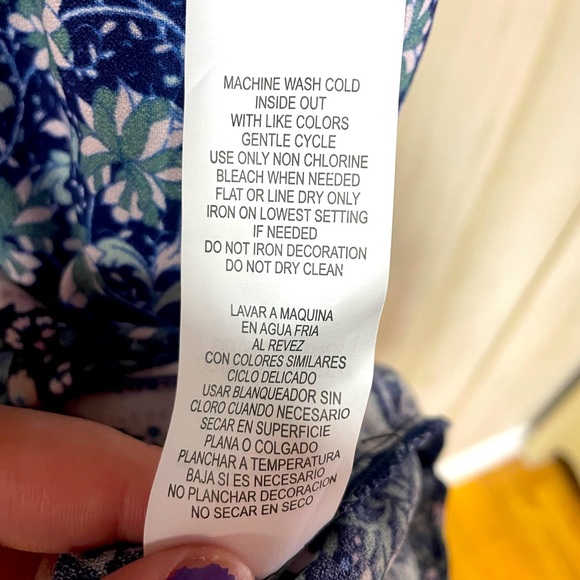 MACHINE WASH COLD
INSIDE OUT
WITH LIKE COLORS
GENTLE CYCLE
USE ONLY NON CHLORINE
BLEACH WHEN NEEDED
FLAT OR LINE DRY ONLY
IRON ON LOWEST SETTING
IF NEEDED
DO NOT IRON DECORATION
DO NOT DRY CLEAN
LAVAR A MAQUINA
EN AGUA FRIA
AL REVEZ
CON COLORES SIMILARES
CICLO DELICADO
USAR BLANQUEADOR SIN
CLORO CUANDO NECESARIO
SECAR EN SUPERFICIE
PLANA O COLGADO
PLANCHAR A TEMPERATURA
BAJA SI ES NECESARIO
NO PLANCHAR DECORACION
NO SECAR EN SECO